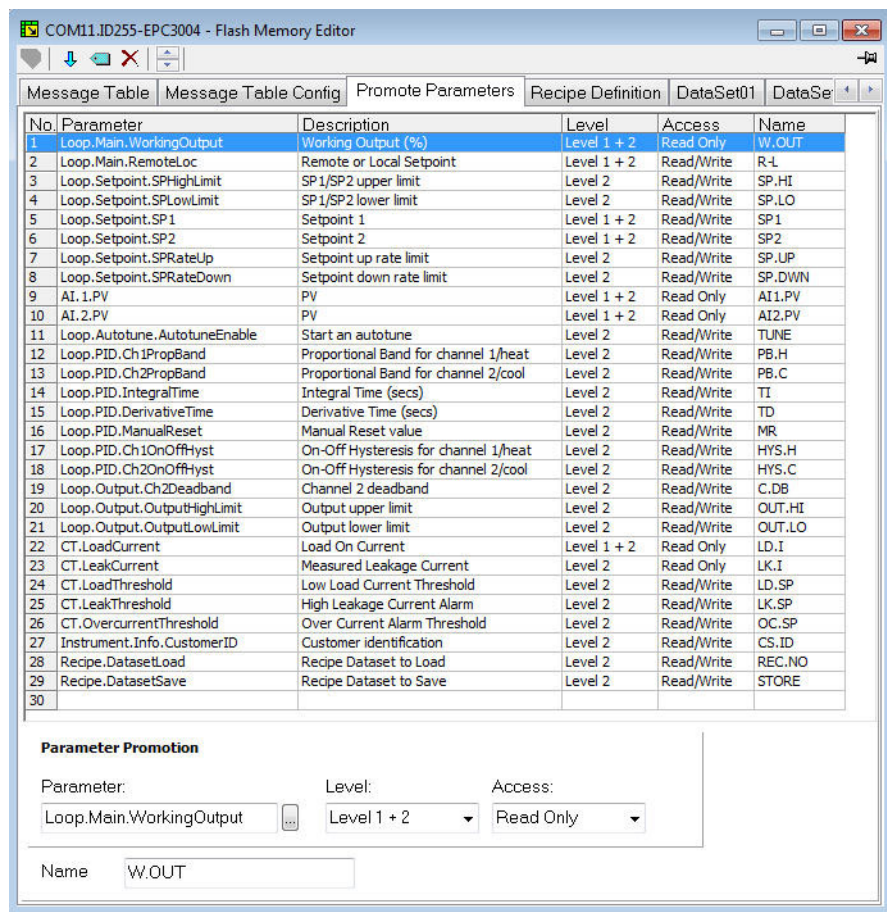 COM11.ID255-EPC3004 - Flash Memory Editor
Message Table Message Table Config Promote Parameters Recipe Definition DataSet01 DataSe
No. Parameter Description Level Access Name
1 Loop.Main.WorkingOutput Working Output (%) Level 1 + 2 Read Only W.OUT
2 Loop.Main.RemoteLoc Remote or Local Setpoint Level 1 + 2 Read/Write R-L
3 Loop.Setpoint.SPHighLimit SP1/SP2 upper limit Level 2 Read/Write SP.HI
4 Loop.Setpoint.SPLowLimit SP1/SP2 lower limit Level 2 Read/Write SP.LO
5 Loop.Setpoint.SP1 Setpoint 1 Level 1 + 2 Read/Write SP1
6 Loop.Setpoint.SP2 Setpoint 2 Level 1 + 2 Read/Write SP2
7 Loop.Setpoint.SPRateUp Setpoint up rate limit Level 2 Read/Write SP.UP
8 Loop.Setpoint.SPRateDown Setpoint down rate limit Level 2 Read/Write SP.DWN
9 AI.1.PV PV Level 1 + 2 Read Only AI1.PV
10 AI.2.PV PV Level 1 + 2 Read Only AI2.PV
11 Loop.Autotune.AutotuneEnable Start an autotune Level 2 Read/Write TUNE
12 Loop.PID.Ch1PropBand Proportional Band for channel 1/heat Level 2 Read/Write PB.H
13 Loop.PID.Ch2PropBand Proportional Band for channel 2/cool Level 2 Read/Write PB.C
14 Loop.PID.IntegralTime Integral Time (secs) Level 2 Read/Write TI
15 Loop.PID.DerivativeTime Derivative Time (secs) Level 2 Read/Write TD
16 Loop.PID.ManualReset Manual Reset value Level 2 Read/Write MR
17 Loop.PID.Ch1OnOffHyst On-Off Hysteresis for channel 1/heat Level 2 Read/Write HYS.H
18 Loop.PID.Ch2OnOffHyst On-Off Hysteresis for channel 2/cool Level 2 Read/Write HYS.C
19 Loop.Output.Ch2Deadband Channel 2 deadband Level 2 Read/Write C.DB
20 Loop.Output.OutputHighLimit Output upper limit Level 2 Read/Write OUT.HI
21 Loop.Output.OutputLowLimit Output lower limit Level 2 Read/Write OUT.LO
22 CT.LoadCurrent Load On Current Level 1 + 2 Read Only LD.I
23 CT.LeakCurrent Measured Leakage Current Level 2 Read Only LK.I
24 CT.LoadThreshold Low Load Current Threshold Level 2 Read/Write LD.SP
25 CT.LeakThreshold High Leakage Current Alarm Level 2 Read/Write LK.SP
26 CT.OvercurrentThreshold Over Current Alarm Threshold Level 2 Read/Write OC.SP
27 Instrument.Info.CustomerID Customer identification Level 2 Read/Write CS.ID
28 Recipe.DatasetLoad Recipe Dataset to Load Level 2 Read/Write REC.NO
29 Recipe.DatasetSave Recipe Dataset to Save Level 2 Read/Write STORE
30
Parameter Promotion
Parameter: Level: Access:
Loop.Main.WorkingOutput ... Level 1 + 2 Read Only
Name W.OUT